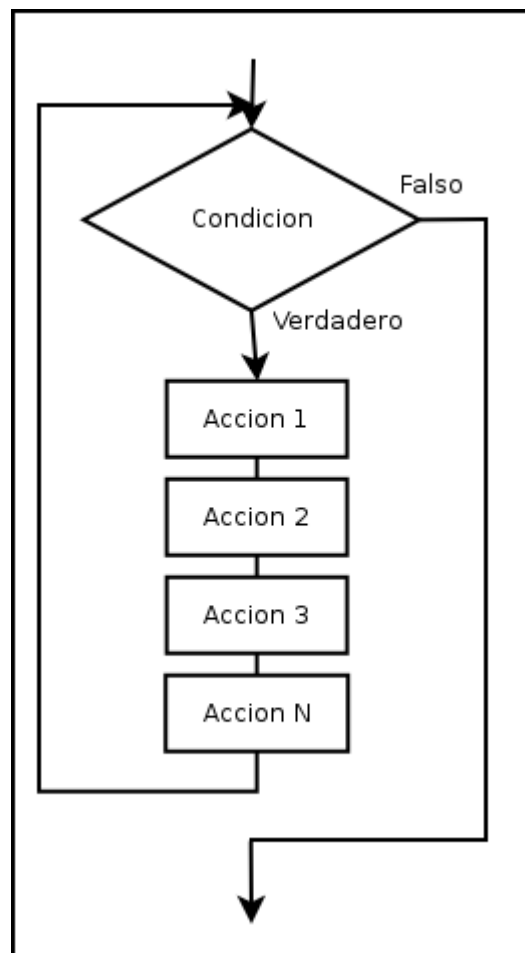 Falso
Condicion
Verdadero
Accion 1
Accion 2
Accion 3
Accion N